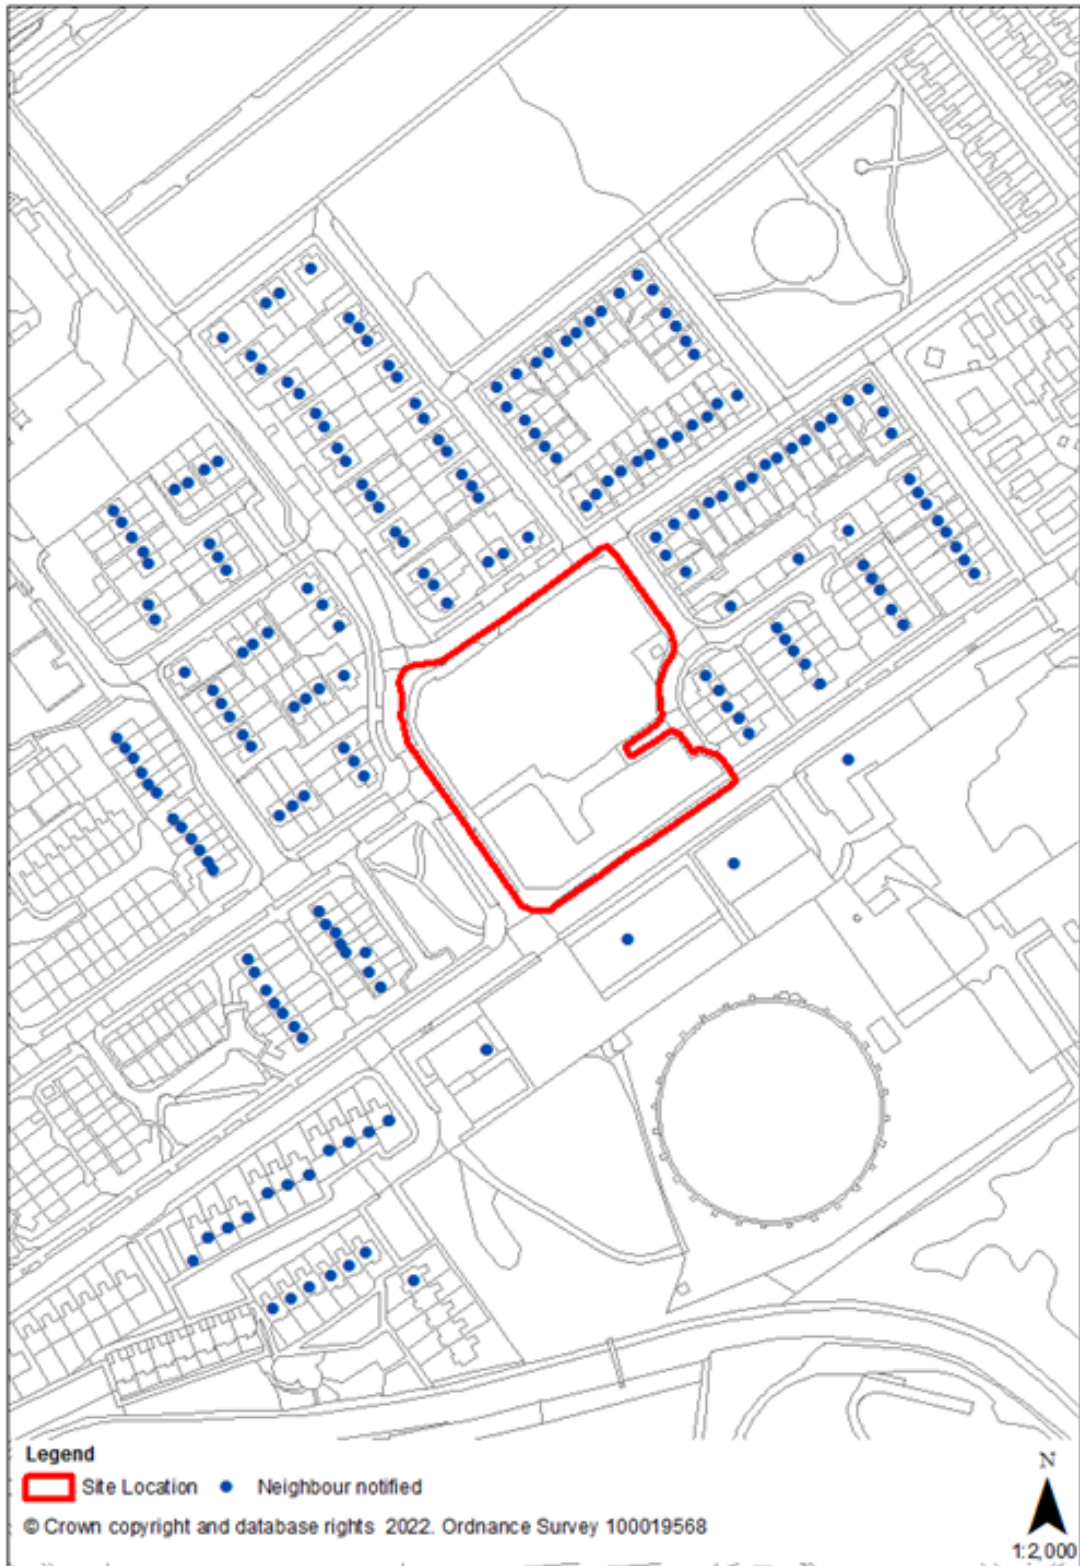 Legend
Site Location Neighbour notified
© Crown copyright and database rights 2022. Ordnance Survey 100019568
N
1:2,000